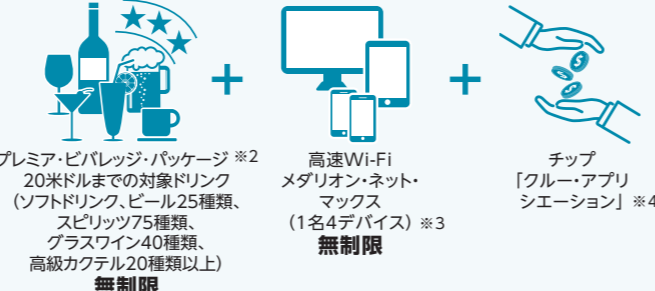 プレミア・ビバレッジ・パッケージ ※2
20米ドルまでの対象ドリンク
(ソフトドリンク、ビール25種類、
スピリッツ75種類、
グラスワイン40種類、
高級カクテル20種類以上)
無制限
高速Wi-Fi
メダリオン・ネット・
マックス
(1名4デバイス) ※3
無制限
チップ
「クルー・アプリ
シエーション」 ※4